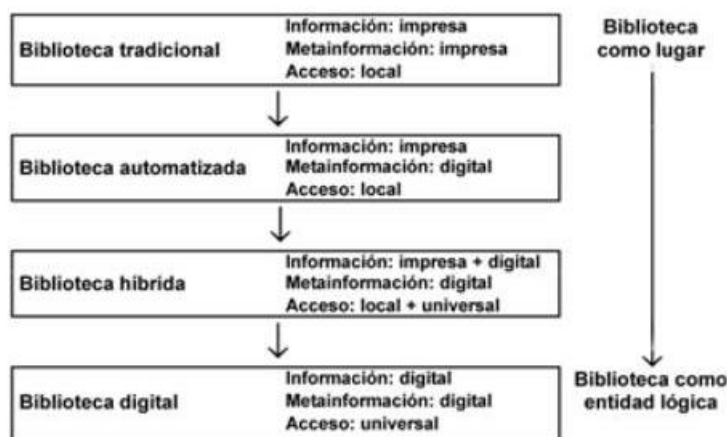 Biblioteca tradicional
Información: impresa
Metainformación: impresa
Acceso: local
Biblioteca
como lugar
Biblioteca automatizada
Información: impresa
Metainformación: digital
Acceso: local
Biblioteca híbrida
Información: impresa + digital
Metainformación: digital
Acceso: local + universal
Biblioteca digital
Información: digital
Metainformación: digital
Acceso: universal
Biblioteca como
entidad lógica